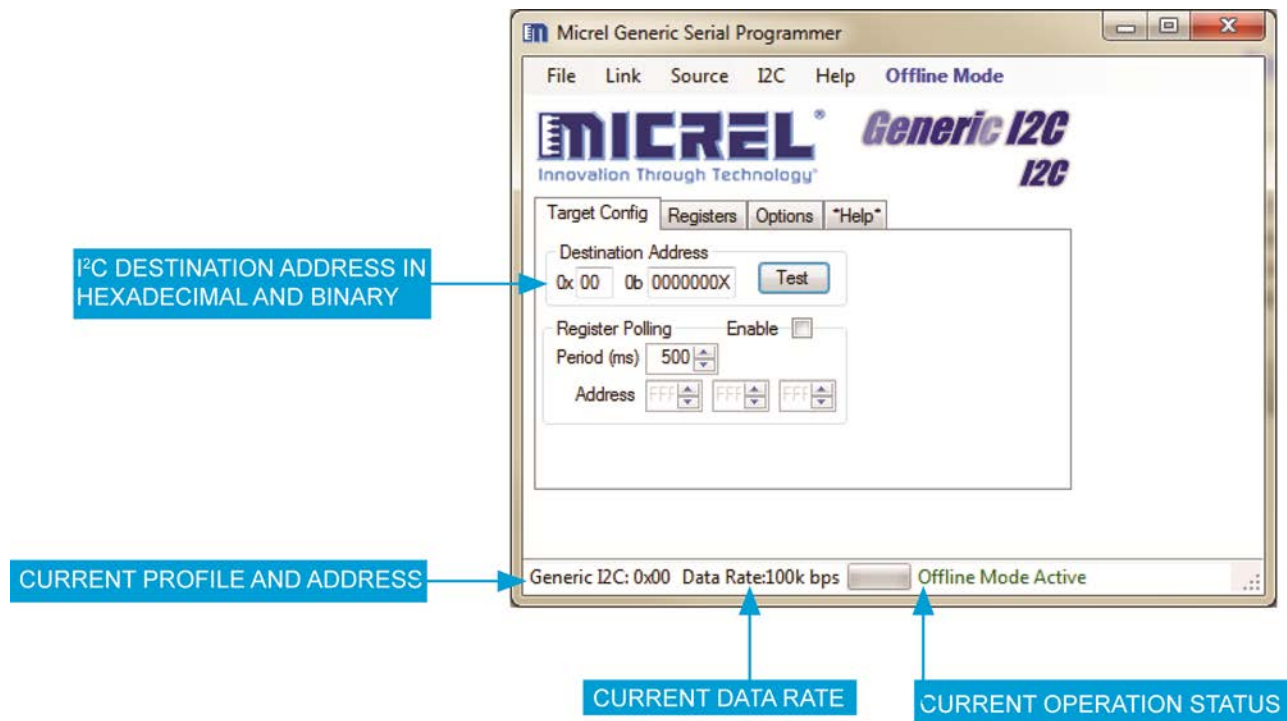 Micrel Generic Serial Programmer
File Link Source I2C Help Offline Mode
MICREL®
Innovation Through Technology®
Generic I2C
I2C
Target Config Registers Options *Help*
Destination Address
0x 00 0b 0000000X Test
Register Polling Enable
Period (ms) 500
Address FFF FFF FFF
Generic I2C: 0x00 Data Rate:100k bps Offline Mode Active
I²C DESTINATION ADDRESS IN
HEXADECIMAL AND BINARY
CURRENT PROFILE AND ADDRESS
CURRENT DATA RATE
CURRENT OPERATION STATUS